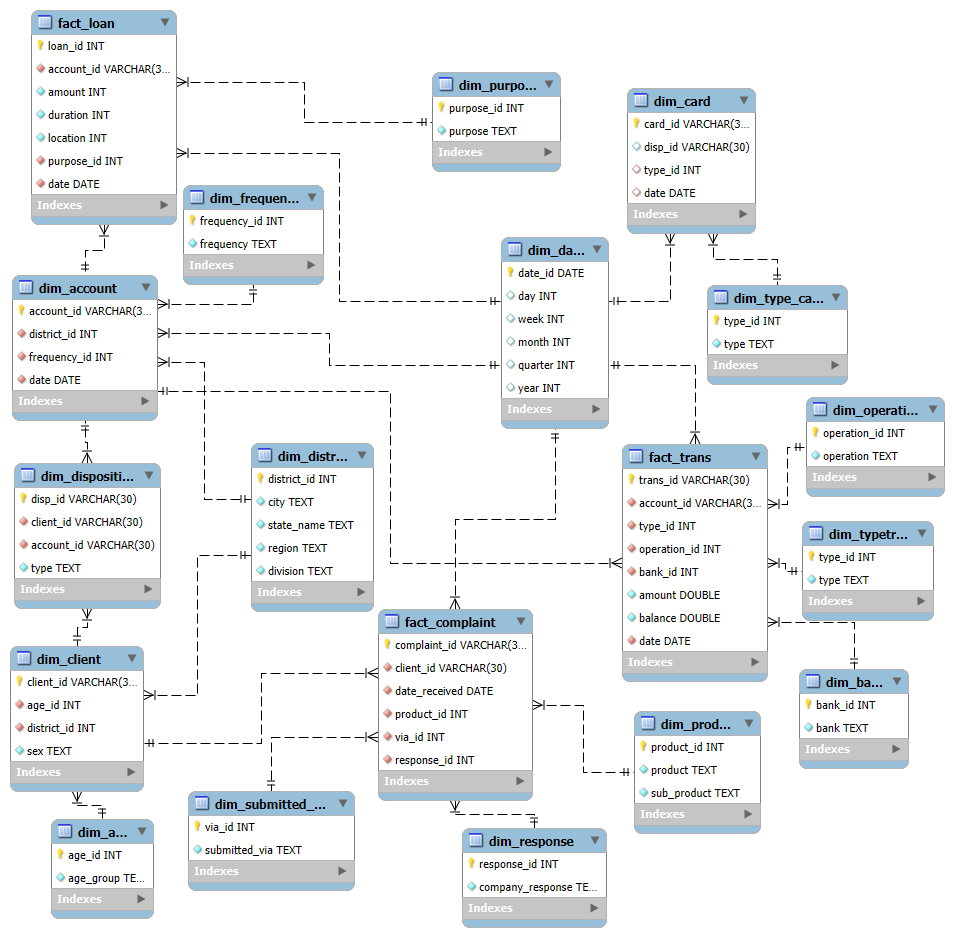 fact_loan
loan_id INT
account_id VARCHAR(3...
amount INT
duration INT
location INT
purpose_id INT
date DATE
Indexes
dim_purpo...
purpose_id INT
purpose TEXT
Indexes
dim_card
card_id VARCHAR(3...
disp_id VARCHAR(30)
type_id INT
date DATE
Indexes
dim_frequen...
frequency_id INT
frequency TEXT
Indexes
dim_account
account_id VARCHAR(3...
district_id INT
frequency_id INT
date DATE
Indexes
dim_da...
date_id DATE
day INT
week INT
month INT
quarter INT
year INT
Indexes
dim_type_ca...
type_id INT
type TEXT
Indexes
dim_operati...
operation_id INT
operation TEXT
Indexes
dim_dispositi...
disp_id VARCHAR(30)
client_id VARCHAR(30)
account_id VARCHAR(30)
type TEXT
Indexes
dim_distr...
district_id INT
city TEXT
state_name TEXT
region TEXT
division TEXT
Indexes
fact_trans
trans_id VARCHAR(30)
account_id VARCHAR(3...
type_id INT
operation_id INT
bank_id INT
amount DOUBLE
balance DOUBLE
date DATE
Indexes
dim_typetr...
type_id INT
type TEXT
Indexes
dim_client
client_id VARCHAR(3...
age_id INT
district_id INT
sex TEXT
Indexes
fact_complaint
complaint_id VARCHAR(3...
client_id VARCHAR(30)
date_received DATE
product_id INT
via_id INT
response_id INT
Indexes
dim_ba...
bank_id INT
bank TEXT
Indexes
dim_prod...
product_id INT
product TEXT
sub_product TEXT
Indexes
dim_a...
age_id INT
age_group TE...
Indexes
dim_submitted_...
via_id INT
submitted_via TEXT
Indexes
dim_response
response_id INT
company_response TE...
Indexes